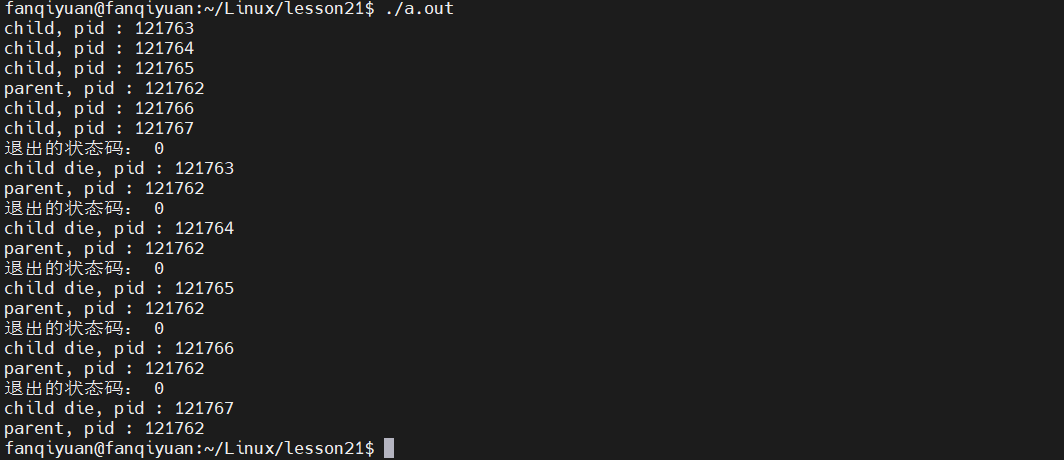 fanqiyuan@fanqiyuan:~/Linux/lesson21$ ./a.out
child, pid : 121763
child, pid : 121764
child, pid : 121765
parent, pid : 121762
child, pid : 121766
child, pid : 121767
退出的状态码： 0
child die, pid : 121763
parent, pid : 121762
退出的状态码： 0
child die, pid : 121764
parent, pid : 121762
退出的状态码： 0
child die, pid : 121765
parent, pid : 121762
退出的状态码： 0
child die, pid : 121766
parent, pid : 121762
退出的状态码： 0
child die, pid : 121767
parent, pid : 121762
fanqiyuan@fanqiyuan:~/Linux/lesson21$